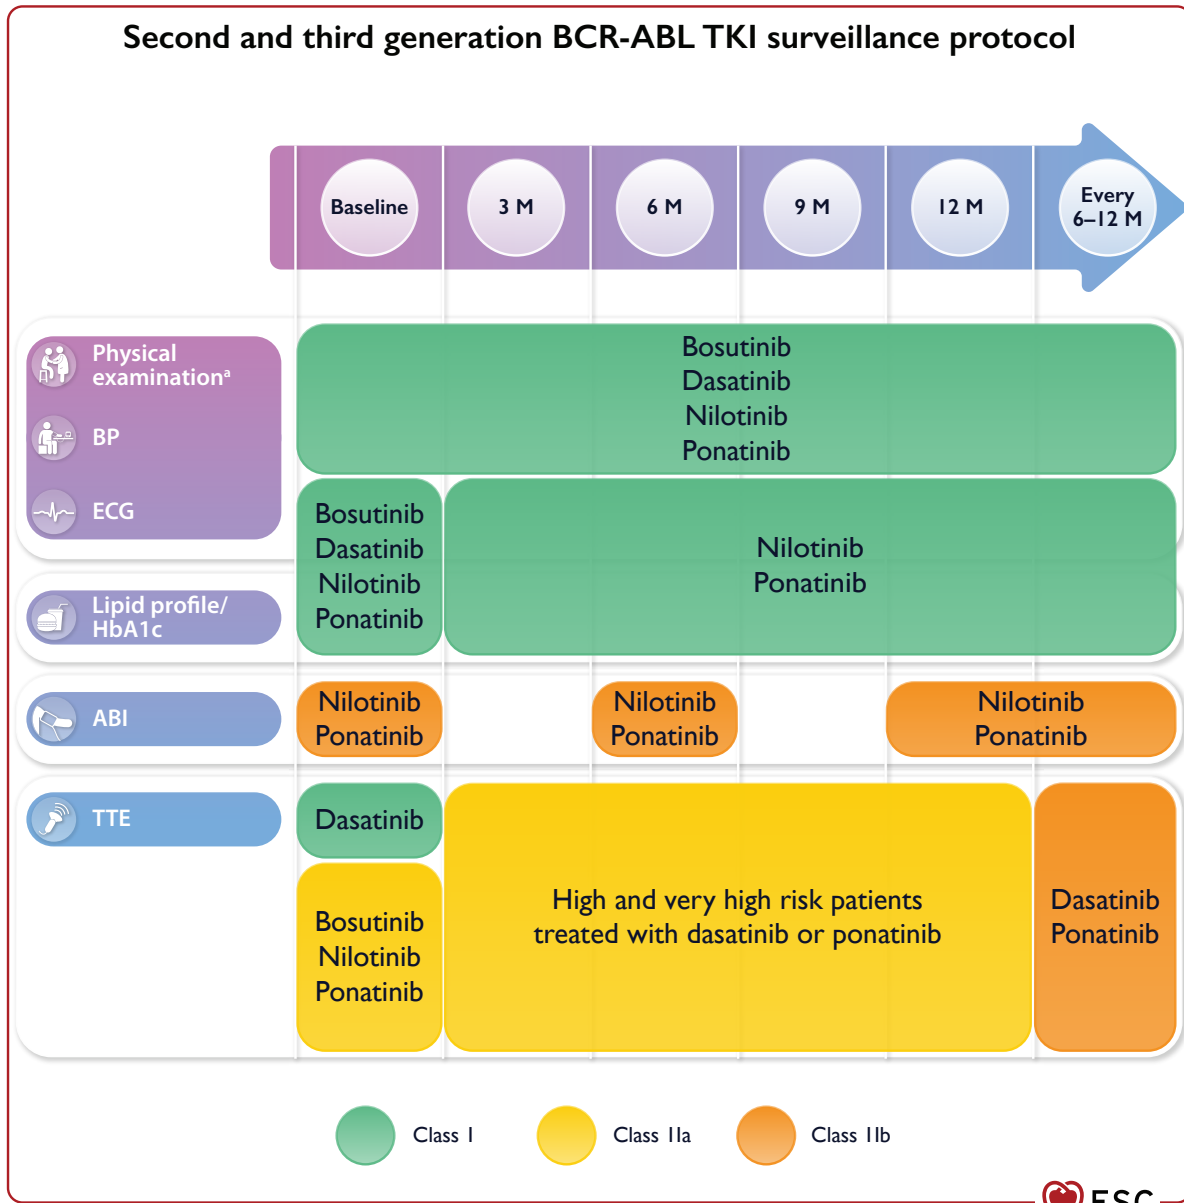 Second and third generation BCR-ABL TKI surveillance protocol
Baseline
3 M
6 M
9 M
12 M
Every
6–12 M
Physical
examinationᵃ
BP
ECG
Bosutinib
Dasatinib
Nilotinib
Ponatinib
Bosutinib
Dasatinib
Nilotinib
Ponatinib
Nilotinib
Ponatinib
Lipid profile/
HbA1c
ABI
Nilotinib
Ponatinib
Nilotinib
Ponatinib
Nilotinib
Ponatinib
TTE
Dasatinib
Bosutinib
Nilotinib
Ponatinib
High and very high risk patients
treated with dasatinib or ponatinib
Dasatinib
Ponatinib
Class I
Class IIa
Class IIb
ESC